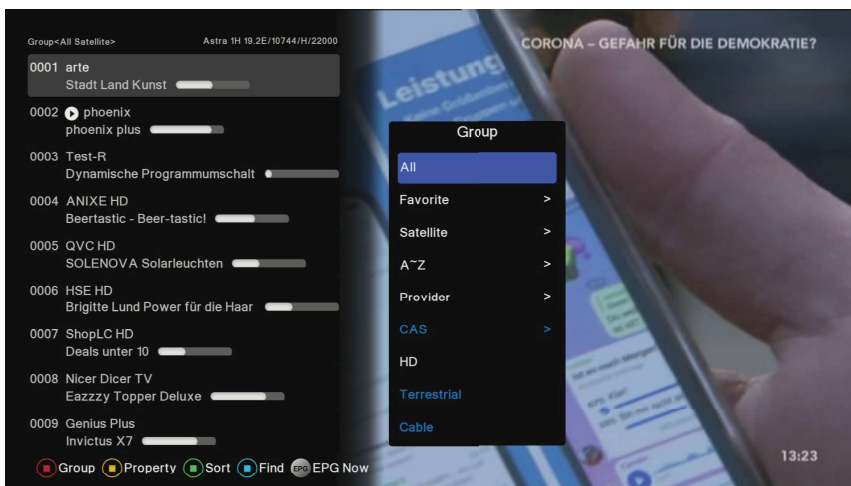 Group<All Satellite> Astra 1H 19.2E/10744/H/22000
0001 arte
Stadt Land Kunst
0002 phoenix
phoenix plus
0003 Test-R
Dynamische Programmumschalt
0004 ANIXE HD
Beertastic - Beer-tastic!
0005 QVC HD
SOLENOVA Solarleuchten
0006 HSE HD
Brigitte Lund Power für die Haar
0007 ShopLC HD
Deals unter 10
0008 Nicer Dicer TV
Eazzzy Topper Deluxe
0009 Genius Plus
Invictus X7
Group Property Sort Find EPG EPG Now
CORONA – GEFAHR FÜR DIE DEMOKRATIE?
Leistung
Group
All
Favorite >
Satellite >
A~Z >
Providor >
CAS >
HD
Terrestrial
Cable
13:23